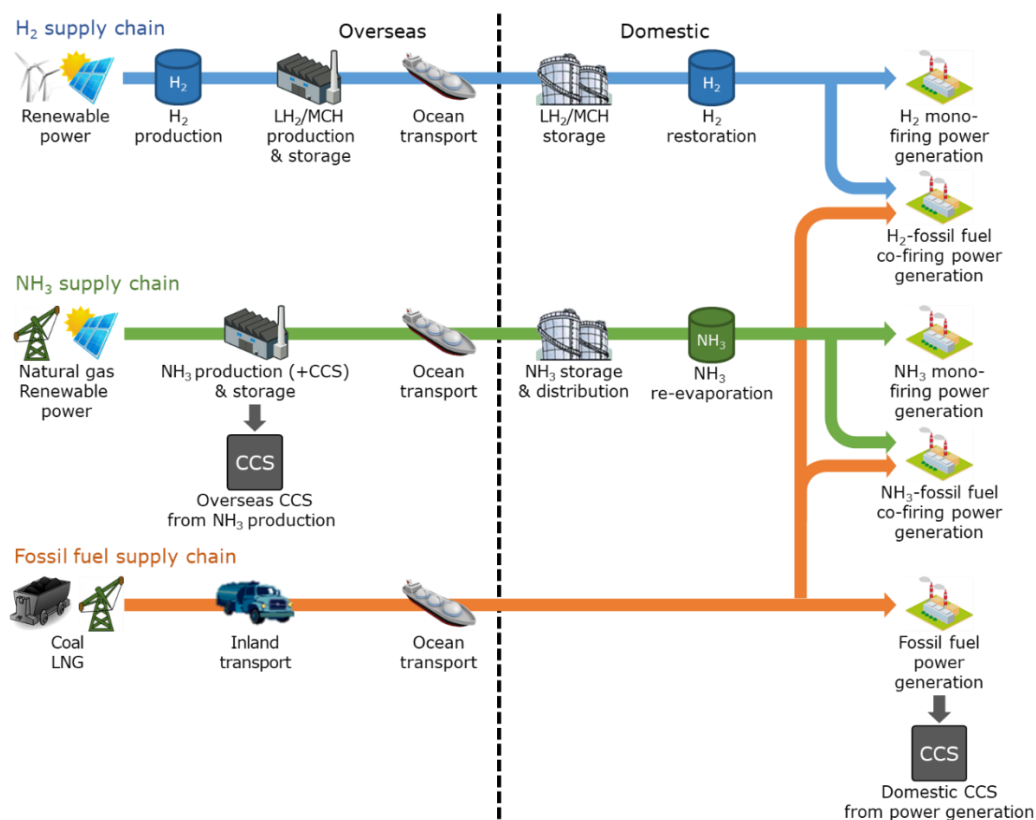 H₂ supply chain
Overseas
Domestic
H₂
H₂
Renewable
power
H₂
production
LH₂/MCH
production
& storage
Ocean
transport
LH₂/MCH
storage
H₂
restoration
H₂ mono-
firing power
generation
H₂-fossil fuel
co-firing power
generation
NH₃ supply chain
NH₃
Natural gas
Renewable
power
NH₃ production (+CCS)
& storage
Ocean
transport
NH₃ storage
& distribution
NH₃
re-evaporation
NH₃ mono-
firing power
generation
CCS
Overseas CCS
from NH₃ production
NH₃-fossil fuel
co-firing power
generation
Fossil fuel supply chain
Coal
LNG
Inland
transport
Ocean
transport
Fossil fuel
power
generation
CCS
Domestic CCS
from power generation